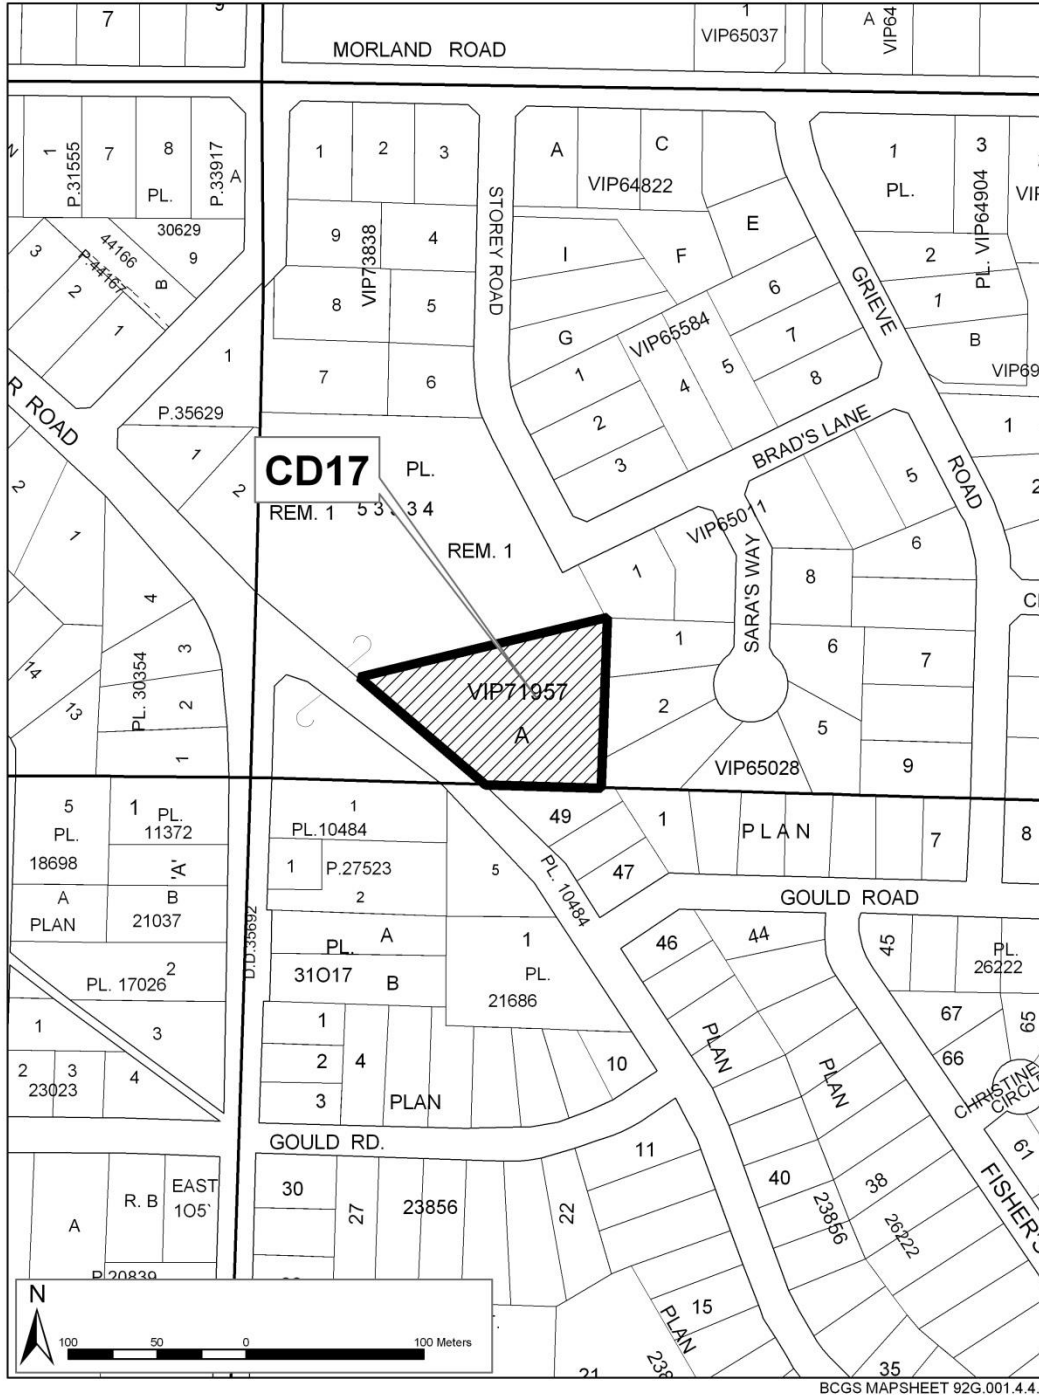 7
1
VIP65037
A
VIP64
MORLAND ROAD
1
P.31555
7
8
PL.
P.33917
A
30629
9
3
2
1
44166
P.44167
B
1
2
3
9
4
VIP73838
8
5
7
6
STOREY ROAD
A
C
VIP64822
E
I
F
G
VIP65584
6
7
8
5
4
1
2
3
GRIEVE
ROAD
1
PL.
3
PL. VIP64904
2
1
B
VIP69
1
2
1
P.35629
1
2
R ROAD
2
1
CD17
PL.
REM. 1
REM. 1
BRAD'S LANE
VIP65011
5
6
1
8
SARA'S WAY
4
3
2
1
14
13
PL. 30354
VIP71957
A
1
2
6
5
7
9
VIP65028
5
PL.
18698
1
PL.
11372
'A'
A
B
PLAN
21037
PL. 17026
2
1
3
2
3
4
23023
D.D.35692
1
PL.10484
1
P.27523
2
5
PL.
A
31017
B
1
PL.
21686
49
47
1
PLAN
7
8
PL. 10484
GOULD ROAD
46
44
45
PL.
26222
67
66
65
CHRISTINE
CIRCLE
61
1
2
3
4
PLAN
10
PLAN
PLAN
GOULD RD.
11
40
38
A
R. B
EAST
105'
P.20839
30
27
23856
22
23856
26222
FISHER'S
15
PLAN
238
21
35
N
100
50
0
100 Meters
BCGS MAPSHEET 92G.001.4.4.